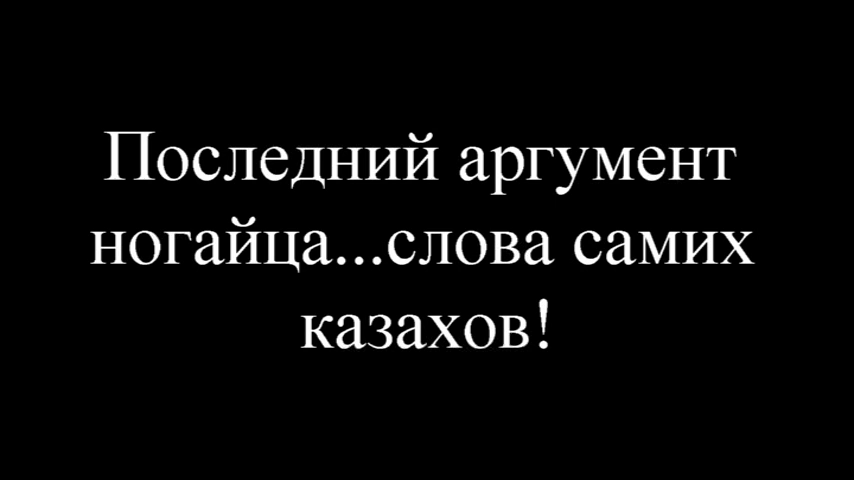 Последний аргумент
ногайца...слова самих
казахов!